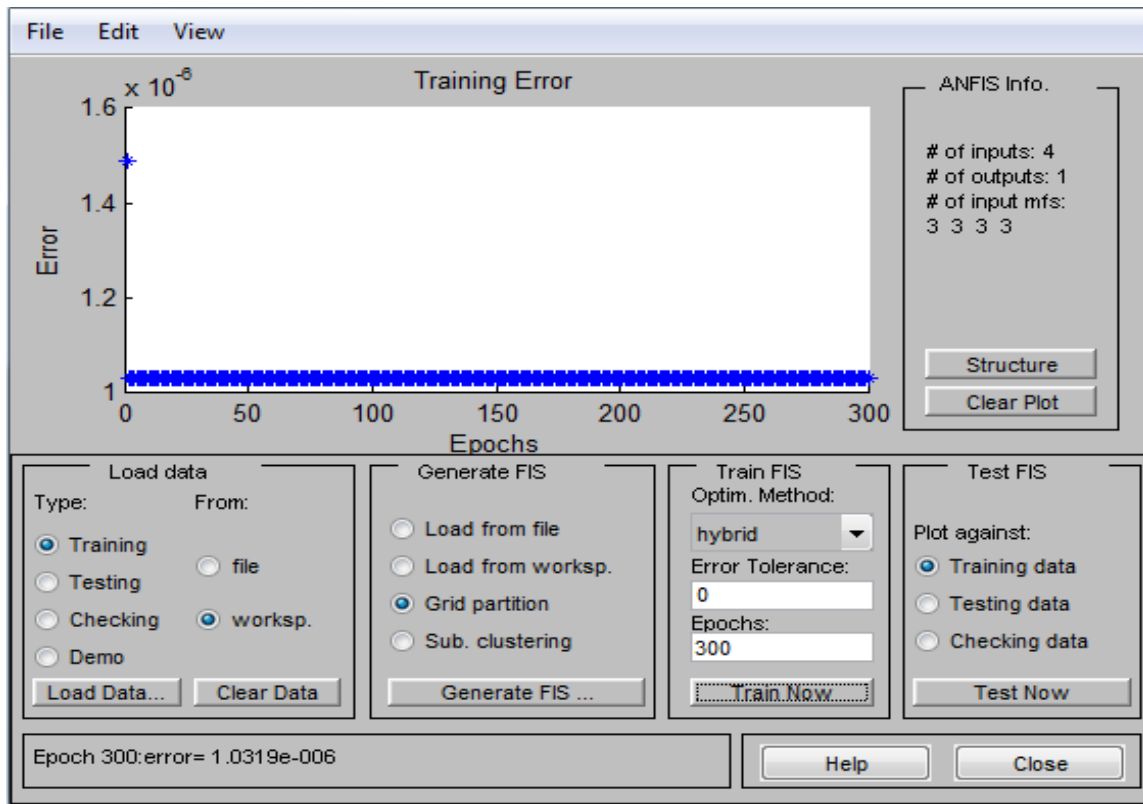 File Edit View
x 10^-6
Training Error
1.6
1.4
1.2
1
Error
0 50 100 150 200 250 300
Epochs
ANFIS Info.
# of inputs: 4
# of outputs: 1
# of input mfs:
3 3 3 3
Structure
Clear Plot
Load data
Type: From:
Training
Testing
Checking
Demo
file
worksp.
Load Data... Clear Data
Generate FIS
Load from file
Load from worksp.
Grid partition
Sub. clustering
Generate FIS ...
Train FIS
Optim. Method:
hybrid
Error Tolerance:
0
Epochs:
300
Train Now
Test FIS
Plot against:
Training data
Testing data
Checking data
Test Now
Epoch 300:error= 1.0319e-006
Help Close